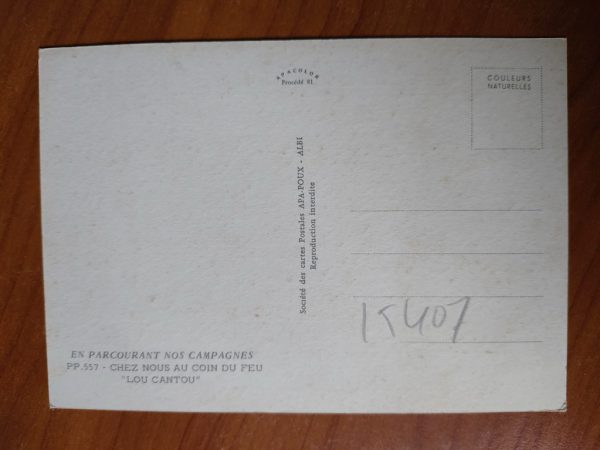 APACOLOR
Procédé 81
COULEURS
NATURELLES
Société des cartes Postales APA-POUX - ALBI
Reproduction interdite
15407
EN PARCOURANT NOS CAMPAGNES
PP.557 - CHEZ NOUS AU COIN DU FEU
"LOU CANTOU"